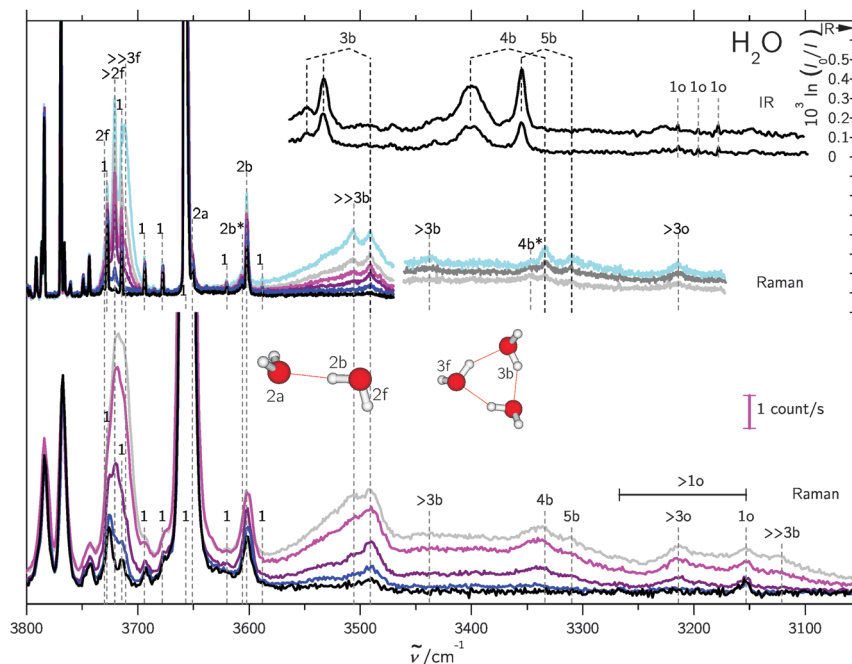 3b
4b
5b
H₂O
IR
>>3f
>2f
1
1o 1o 1o
IR
10³ ln (I₀/I)
0.5
0.4
0.3
0.2
0.1
0
2f
1
2a
2b
1
1
2b*
1
1
>>3b
>3b
4b*
>3o
Raman
1
2b
2f
2a
3f
3b
1 count/s
1
1
1
1
1
1
1
>3b
4b
5b
>1o
>3o
1o
>>3b
Raman
3800 3700 3600 3500 3400 3300 3200 3100
ν̃ /cm⁻¹